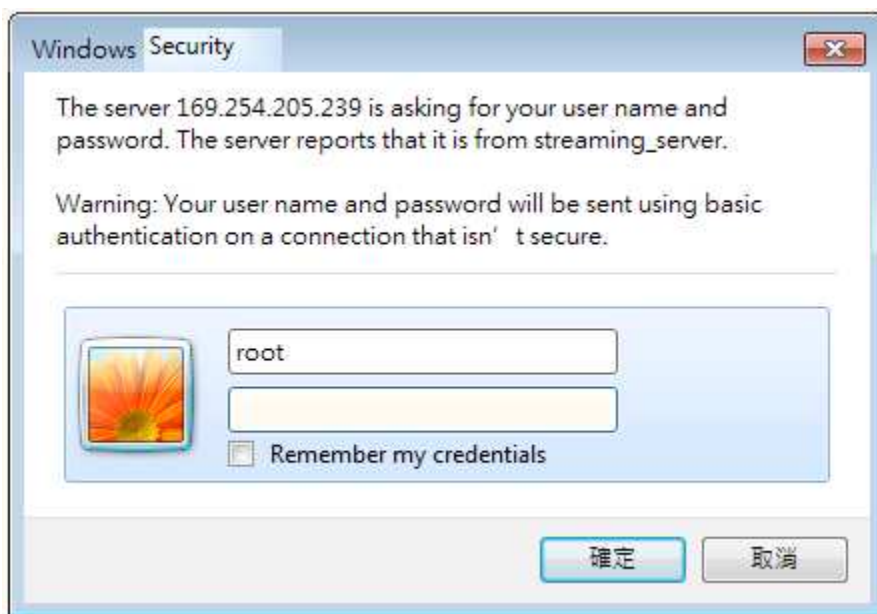 Windows Security
The server 169.254.205.239 is asking for your user name and
password. The server reports that it is from streaming_server.
Warning: Your user name and password will be sent using basic
authentication on a connection that isn’ t secure.
root
Remember my credentials
確定
取消